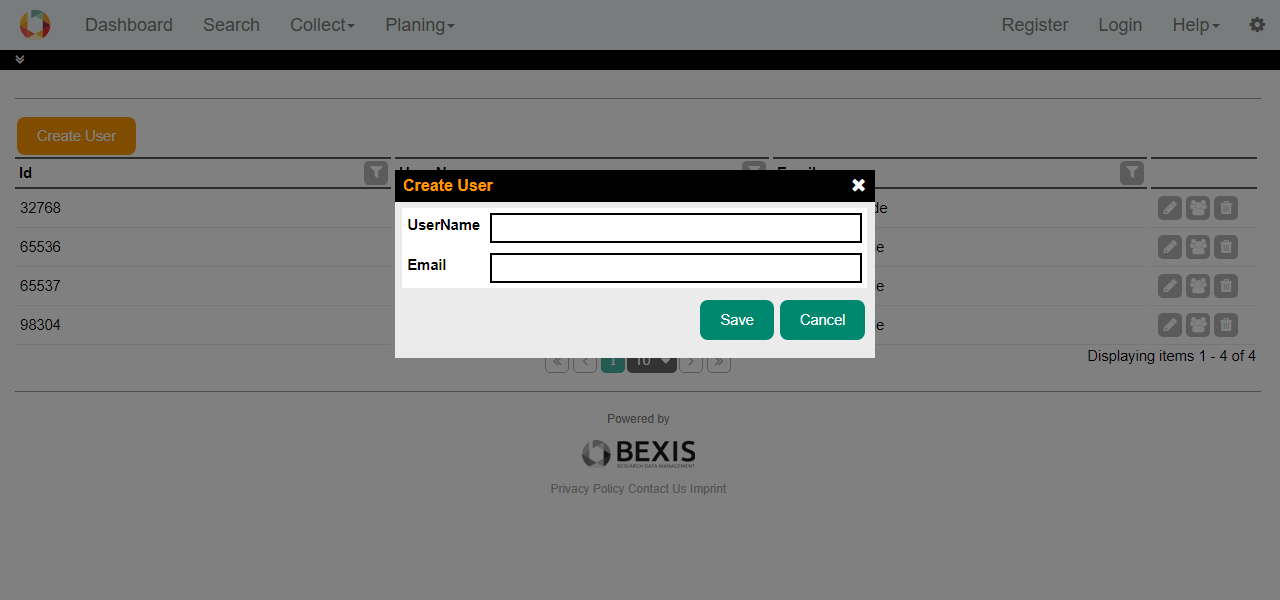 Dashboard Search Collect Planing Register Login Help
Create User
Id
Create User
UserName
32768 de
65536 e
Email
65537 e
98304 e
Save Cancel
10
Displaying items 1 - 4 of 4
Powered by
BEXIS
RESEARCH DATA MANAGEMENT
Privacy Policy Contact Us Imprint